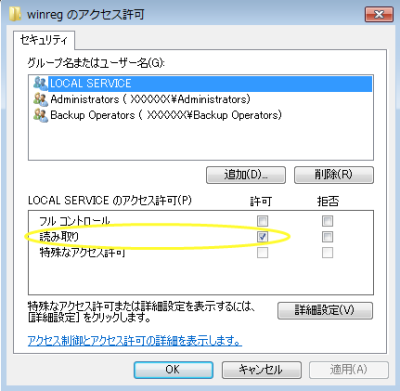 winreg のアクセス許可
セキュリティ
グループ名またはユーザー名(G):
LOCAL SERVICE
Administrators ( XXXXXX¥Administrators)
Backup Operators ( XXXXXX¥Backup Operators)
追加(D)... 削除(R)
LOCAL SERVICE のアクセス許可(P) 許可 拒否
フル コントロール
読み取り
特殊なアクセス許可
特殊なアクセス許可または詳細設定を表示するには、 詳細設定(V)
[詳細設定] をクリックします。
アクセス制御とアクセス許可の詳細を表示します。
OK キャンセル 適用(A)